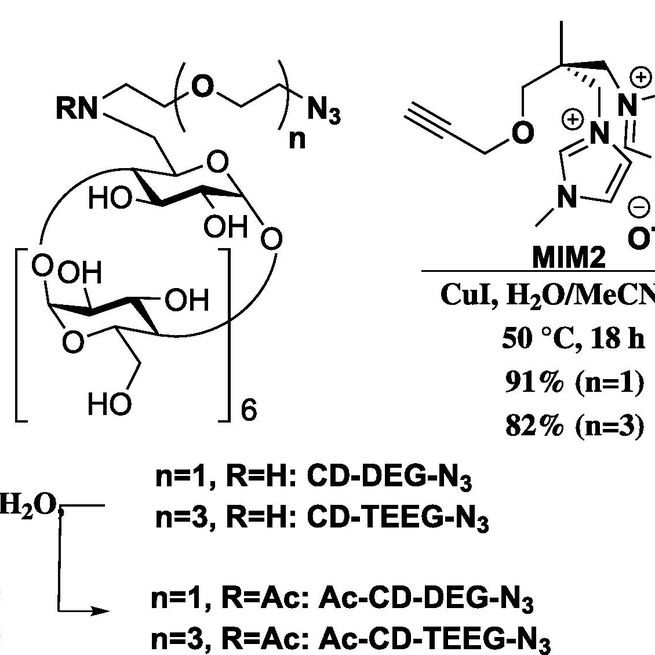 RN
O
N₃
n
O
HO
OH
O
O
OH
OH
O
HO
6
O
⊕
N
⊕
N
N
⊖
O
MIM2
CuI, H₂O/MeCN
50 °C, 18 h
91% (n=1)
82% (n=3)
n=1, R=H: CD-DEG-N₃
H₂O,
n=3, R=H: CD-TEEG-N₃
n=1, R=Ac: Ac-CD-DEG-N₃
n=3, R=Ac: Ac-CD-TEEG-N₃